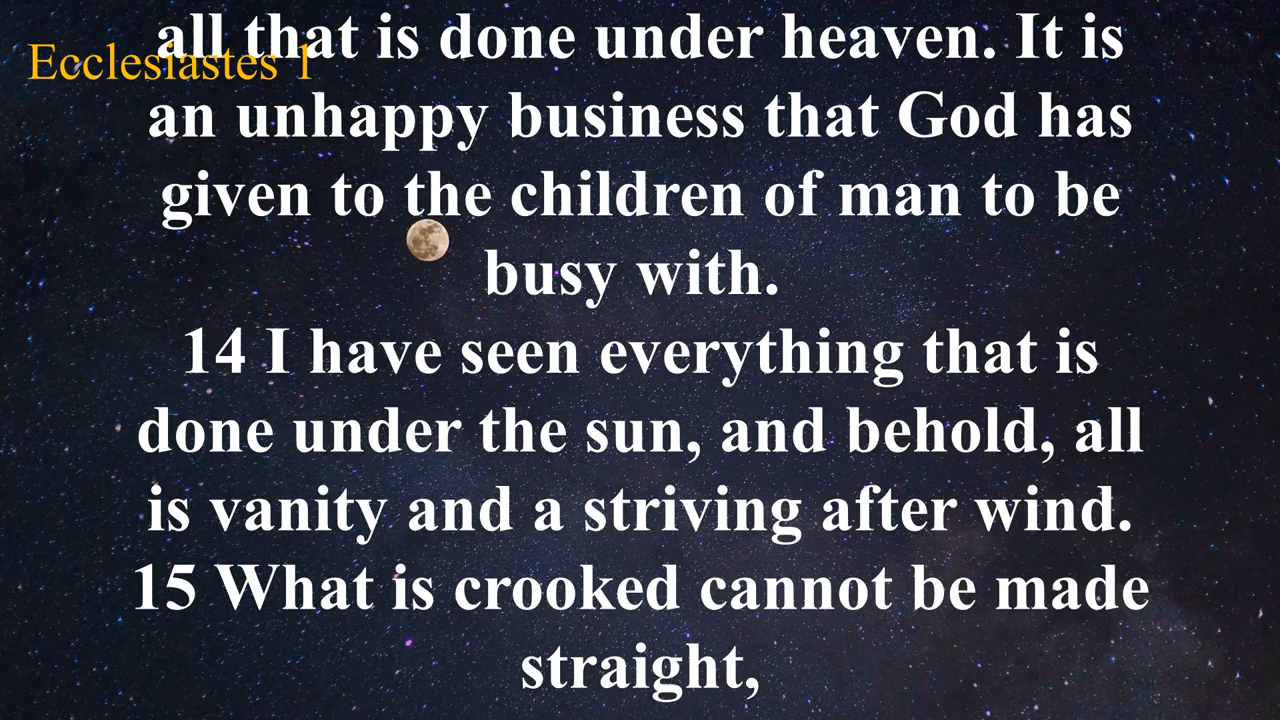 all that is done under heaven. It is
Ecclesiastes 1
an unhappy business that God has
given to the children of man to be
busy with.
14 I have seen everything that is
done under the sun, and behold, all
is vanity and a striving after wind.
15 What is crooked cannot be made
straight,